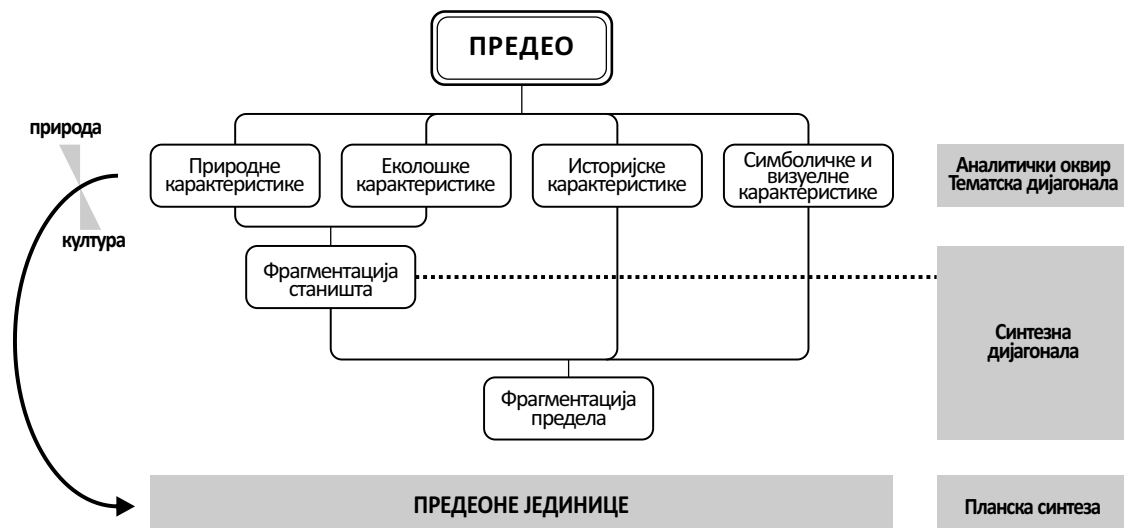 ПРЕДЕО
природа
култура
Природне
карактеристике
Еколошке
карактеристике
Историјске
карактеристике
Симболичке и
визуелне
карактеристике
Аналитички оквир
Тематска дијагонала
Фрагментација
станишта
Синтезна
дијагонала
Фрагментација
предела
ПРЕДЕОНЕ ЈЕДИНИЦЕ
Планска синтеза